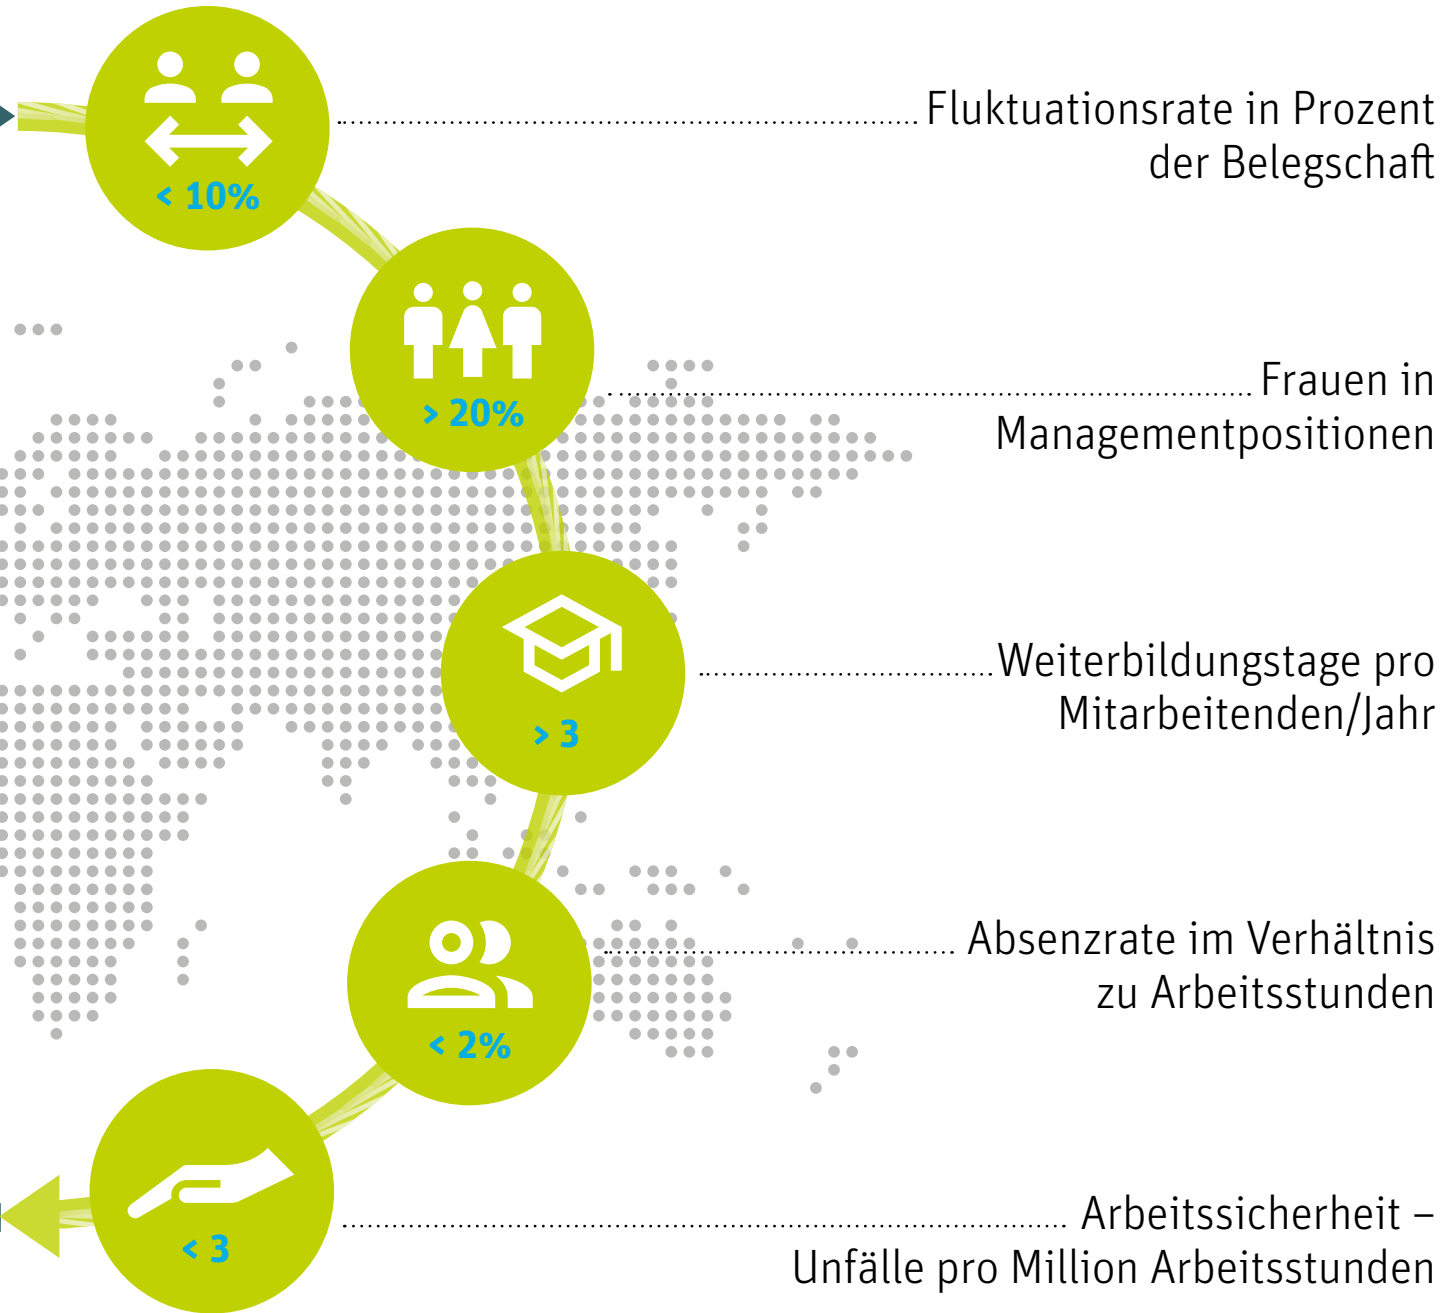 < 10%
Fluktuationsrate in Prozent
der Belegschaft
> 20%
Frauen in
Managementpositionen
> 3
Weiterbildungstage pro
Mitarbeitenden/Jahr
< 2%
Absenzrate im Verhältnis
zu Arbeitsstunden
< 3
Arbeitssicherheit –
Unfälle pro Million Arbeitsstunden